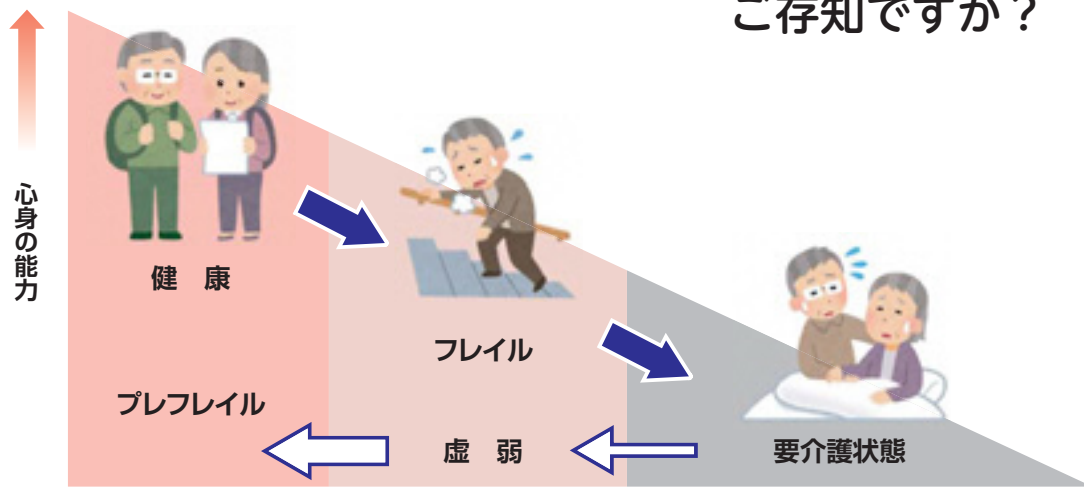 ご存知ですか？
心身の能力
健 康
フレイル
プレフレイル
虚 弱
要介護状態